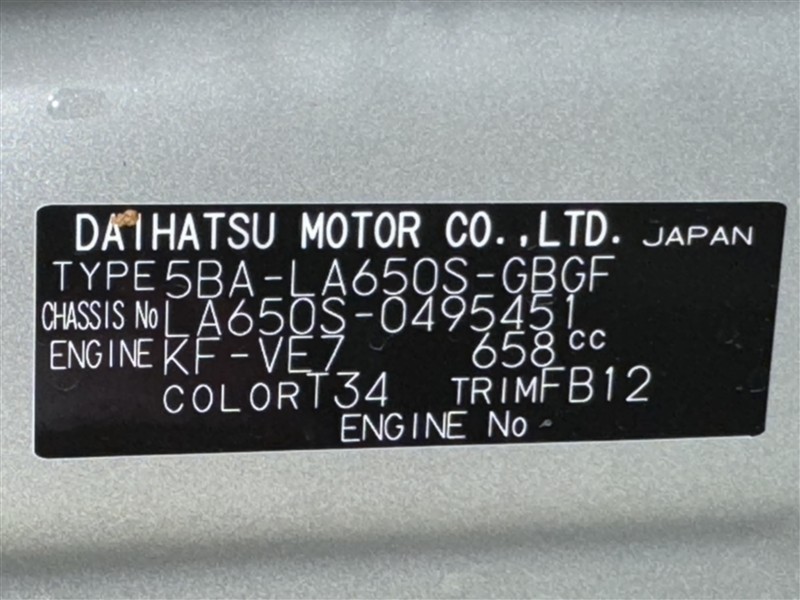 DAIHATSU MOTOR CO.,LTD. JAPAN
TYPE 5BA-LA650S-GBGF
CHASSIS No LA650S-0495451
ENGINE KF-VE7 658 cc
COLOR T34 TRIM FB12
ENGINE No